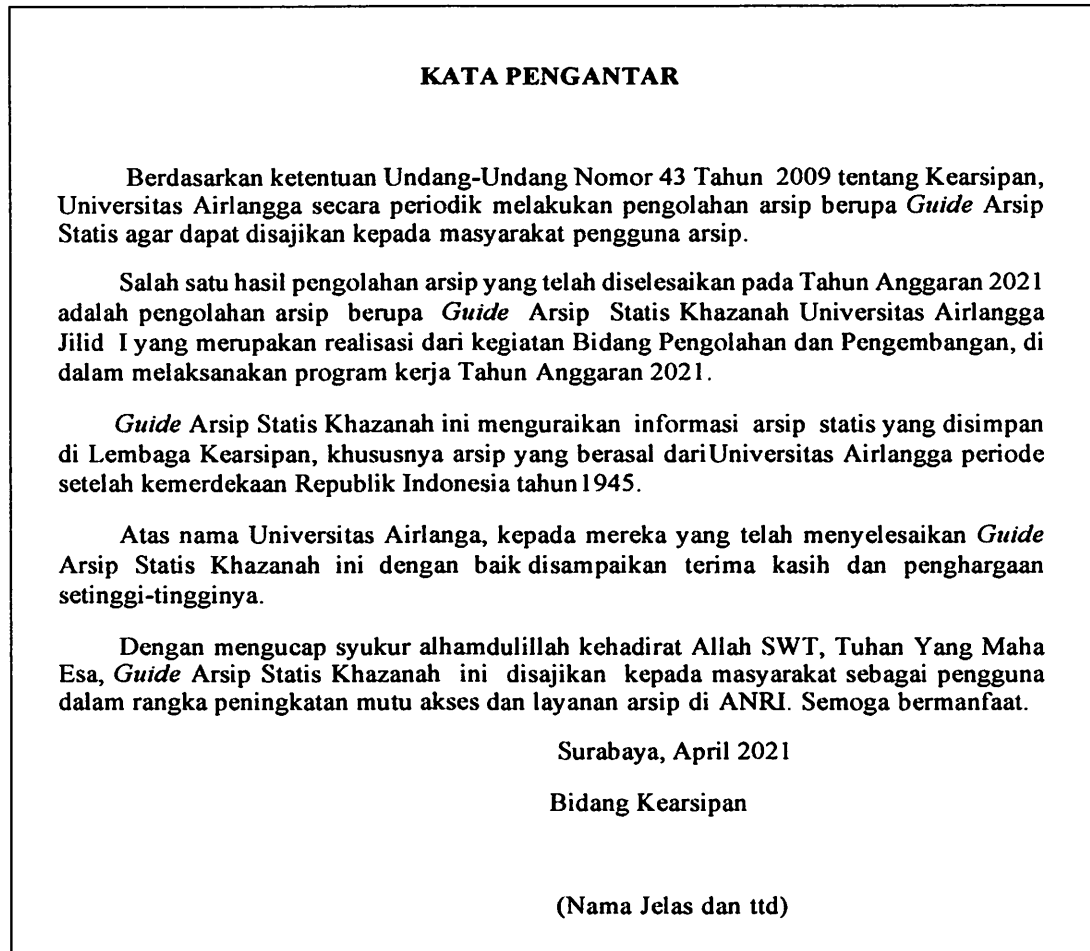 KATA PENGANTAR
Berdasarkan ketentuan Undang-Undang Nomor 43 Tahun 2009 tentang Kearsipan,
Universitas Airlangga secara periodik melakukan pengolahan arsip berupa Guide Arsip
Statis agar dapat disajikan kepada masyarakat pengguna arsip.
Salah satu hasil pengolahan arsip yang telah diselesaikan pada Tahun Anggaran 2021
adalah pengolahan arsip berupa Guide Arsip Statis Khazanah Universitas Airlangga
Jilid I yang merupakan realisasi dari kegiatan Bidang Pengolahan dan Pengembangan, di
dalam melaksanakan program kerja Tahun Anggaran 2021.
Guide Arsip Statis Khazanah ini menguraikan informasi arsip statis yang disimpan
di Lembaga Kearsipan, khususnya arsip yang berasal dari Universitas Airlangga periode
setelah kemerdekaan Republik Indonesia tahun 1945.
Atas nama Universitas Airlanga, kepada mereka yang telah menyelesaikan Guide
Arsip Statis Khazanah ini dengan baik disampaikan terima kasih dan penghargaan
setinggi-tingginya.
Dengan mengucap syukur alhamdulillah kehadirat Allah SWT, Tuhan Yang Maha
Esa, Guide Arsip Statis Khazanah ini disajikan kepada masyarakat sebagai pengguna
dalam rangka peningkatan mutu akses dan layanan arsip di ANRI. Semoga bermanfaat.
Surabaya, April 2021
Bidang Kearsipan
(Nama Jelas dan ttd)